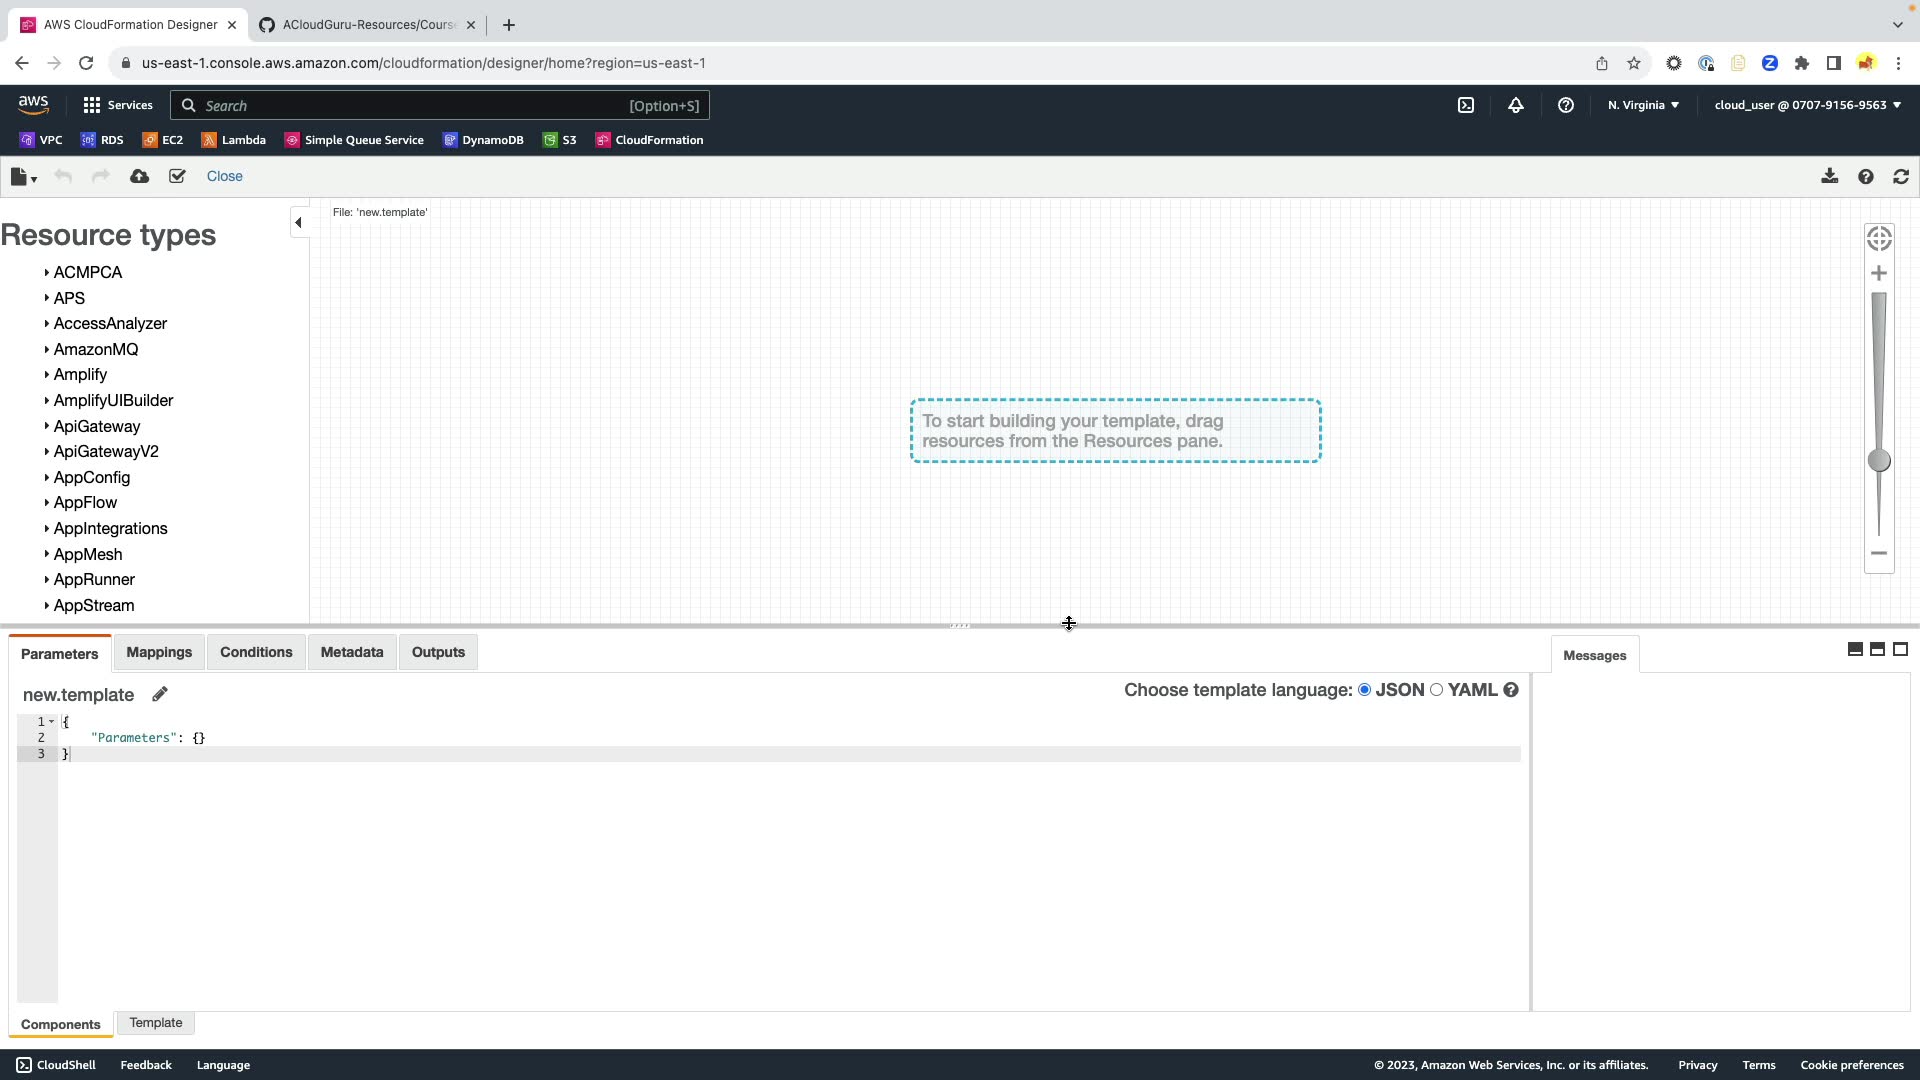 AWS CloudFormation Designer
ACloudGuru-Resources/Course
us-east-1.console.aws.amazon.com/cloudformation/designer/home?region=us-east-1
aws
Services
Search
[Option+S]
N. Virginia
cloud_user @ 0707-9156-9563
VPC
RDS
EC2
Lambda
Simple Queue Service
DynamoDB
S3
CloudFormation
Close
File: 'new.template'
Resource types
ACMPCA
APS
AccessAnalyzer
AmazonMQ
Amplify
AmplifyUIBuilder
ApiGateway
ApiGatewayV2
AppConfig
AppFlow
AppIntegrations
AppMesh
AppRunner
AppStream
To start building your template, drag
resources from the Resources pane.
Parameters
Mappings
Conditions
Metadata
Outputs
Messages
new.template
Choose template language: JSON YAML
1 {
2 "Parameters": {}
3 }
Components
Template
CloudShell
Feedback
Language
© 2023, Amazon Web Services, Inc. or its affiliates.
Privacy
Terms
Cookie preferences